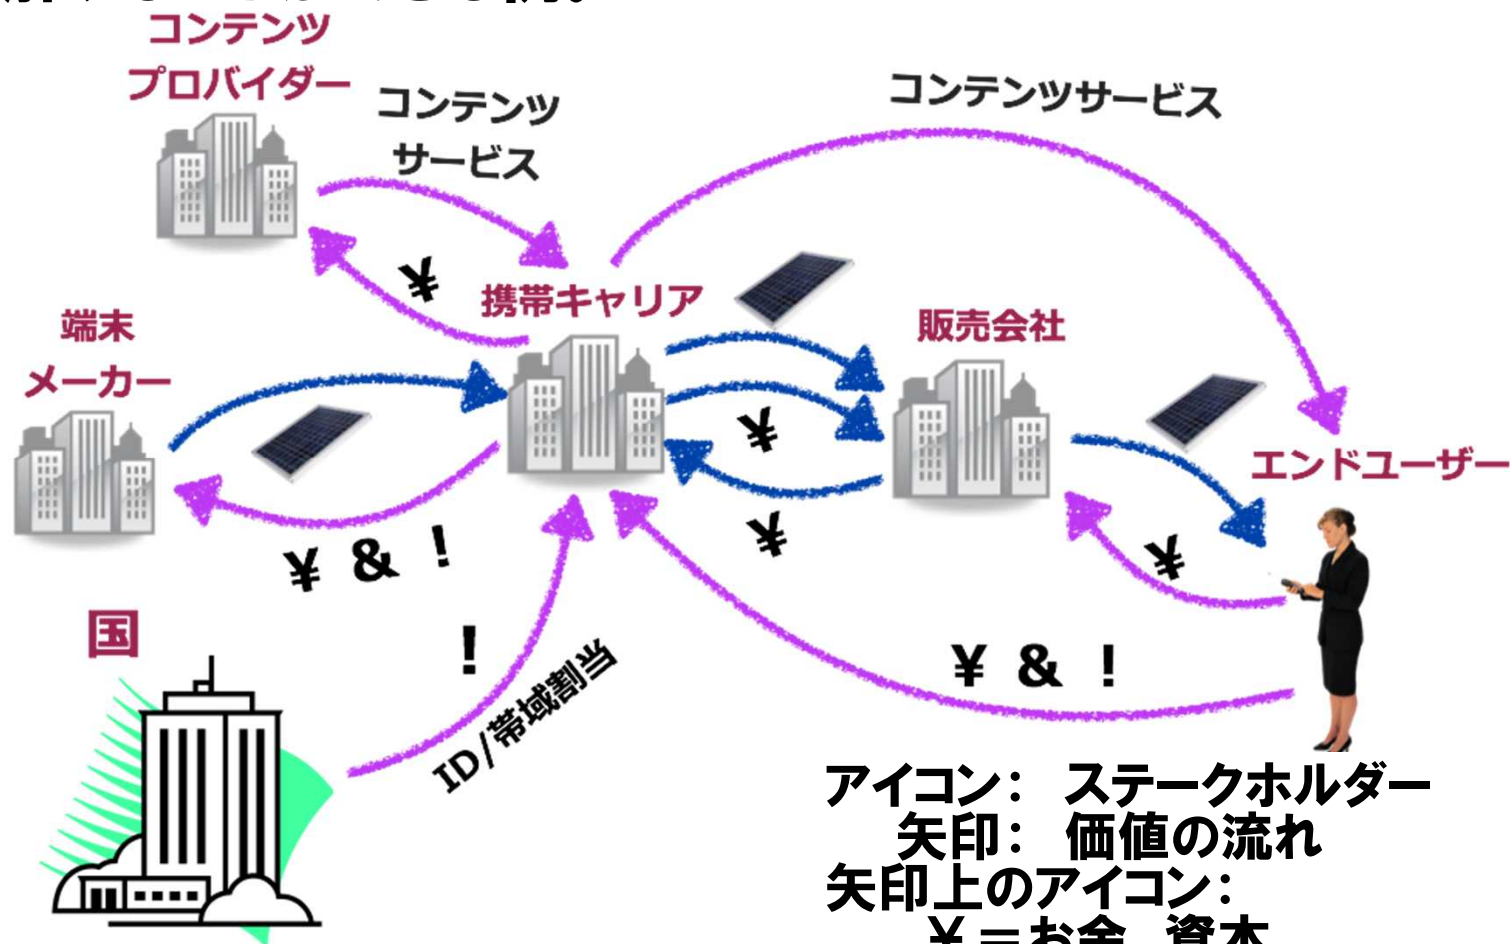 コンテンツ
プロバイダー
コンテンツ
サービス
コンテンツサービス
¥
携帯キャリア
端末
メーカー
販売会社
¥
エンドユーザー
¥
¥
¥ & !
国
!
ID/帯域割当
¥ & !
アイコン： ステークホルダー
矢印： 価値の流れ
矢印上のアイコン：
¥＝お金、資本